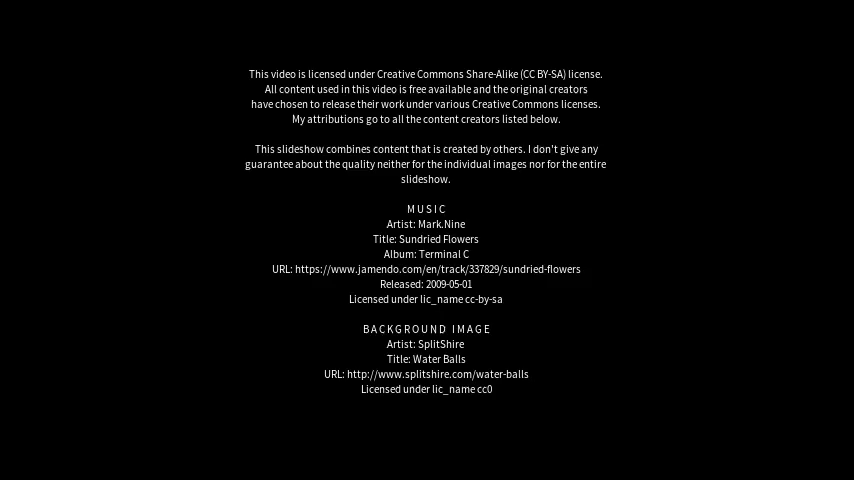 This video is licensed under Creative Commons Share-Alike (CC BY-SA) license.
All content used in this video is free available and the original creators
have chosen to release their work under various Creative Commons licenses.
My attributions go to all the content creators listed below.
This slideshow combines content that is created by others. I don't give any
guarantee about the quality neither for the individual images nor for the entire
slideshow.
MUSIC
Artist: Mark.Nine
Title: Sundried Flowers
Album: Terminal C
URL: https://www.jamendo.com/en/track/337829/sundried-flowers
Released: 2009-05-01
Licensed under lic_name cc-by-sa
BACKGROUND IMAGE
Artist: SplitShire
Title: Water Balls
URL: http://www.splitshire.com/water-balls
Licensed under lic_name cc0